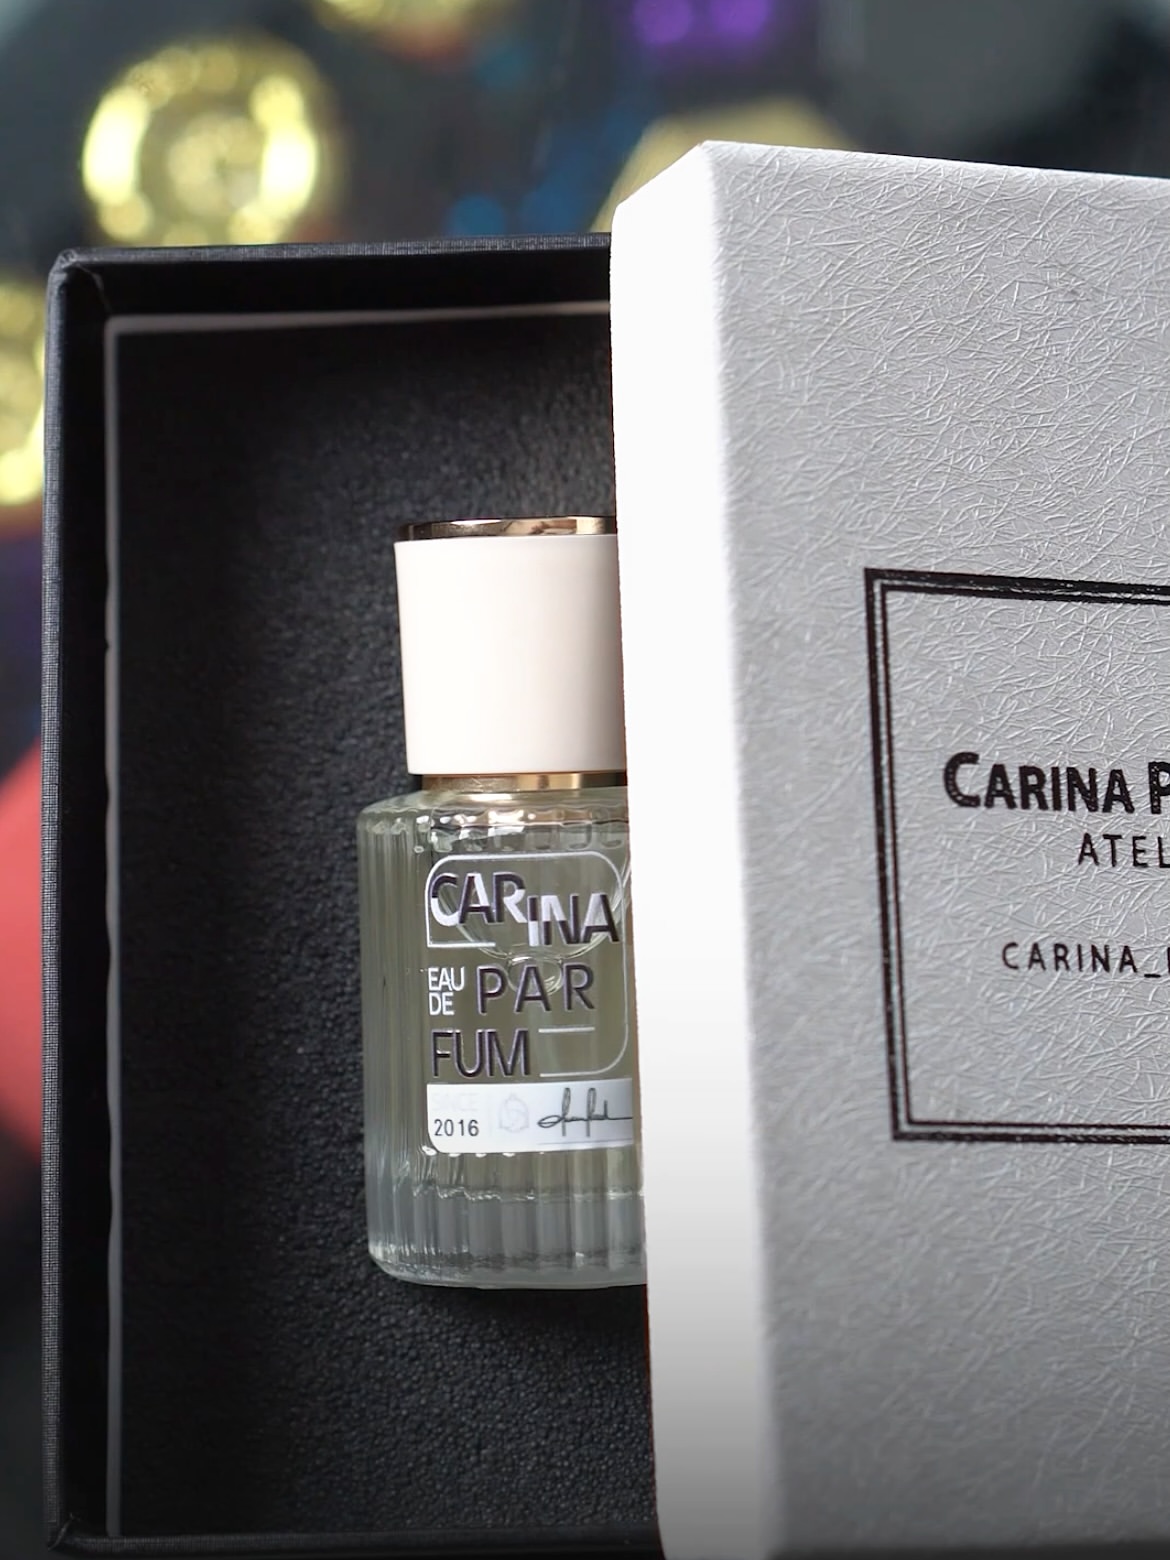 CARINA
EAU
DE
PAR
FUM
SINCE
2016
CARINA P
ATEL
CARINA_